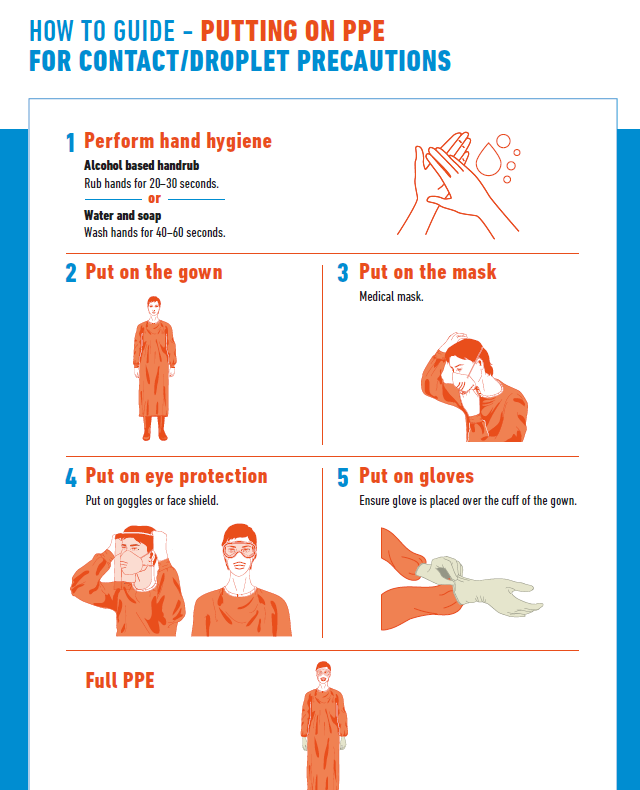 HOW TO GUIDE – PUTTING ON PPE
FOR CONTACT/DROPLET PRECAUTIONS
1 Perform hand hygiene
Alcohol based handrub
Rub hands for 20–30 seconds.
or
Water and soap
Wash hands for 40–60 seconds.
2 Put on the gown
3 Put on the mask
Medical mask.
4 Put on eye protection
Put on goggles or face shield.
5 Put on gloves
Ensure glove is placed over the cuff of the gown.
Full PPE